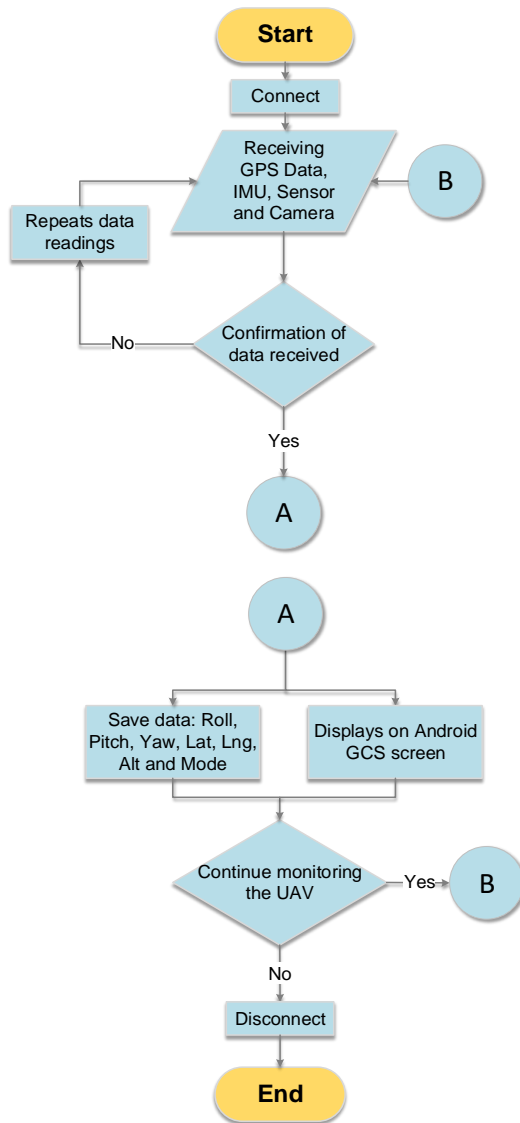 Start
Connect
Receiving
GPS Data,
IMU, Sensor
and Camera
B
Repeats data
readings
Confirmation of
data received
No
Yes
A
A
Save data: Roll,
Pitch, Yaw, Lat, Lng,
Alt and Mode
Displays on Android
GCS screen
Continue monitoring
the UAV
Yes
B
No
Disconnect
End